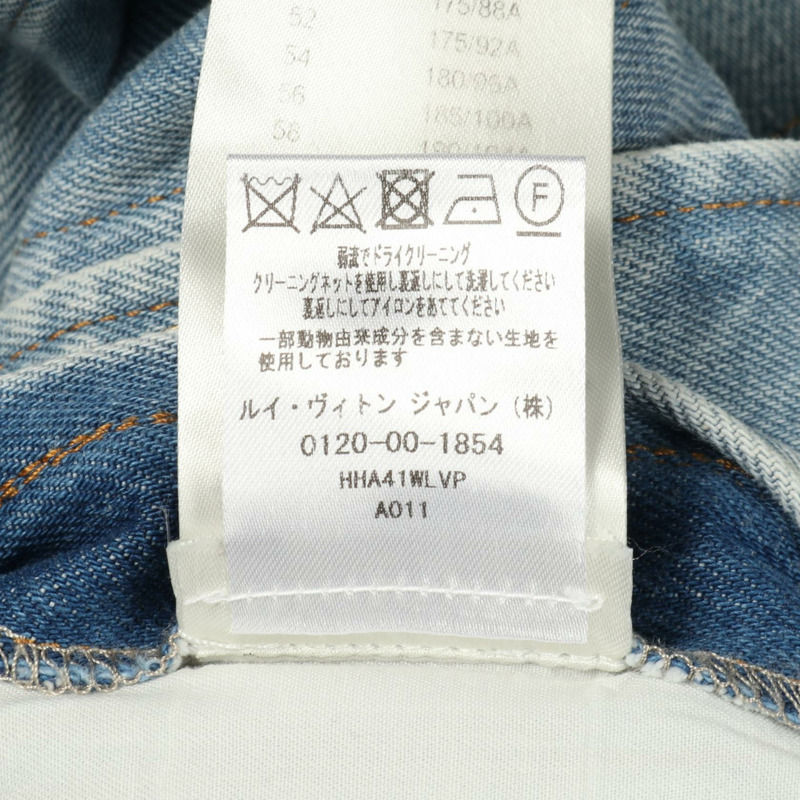 52 175/88A
54 175/92A
56 180/96A
58 185/100A
190/104A
F
弱流でドライクリーニング
クリーニングネットを使用し裏返しにして洗濯してください
裏返しにしてアイロンをあててください
一部動物由来成分を含まない生地を
使用しております
ルイ・ヴィトン ジャパン（株）
0120-00-1854
HHA41WLVP
A011